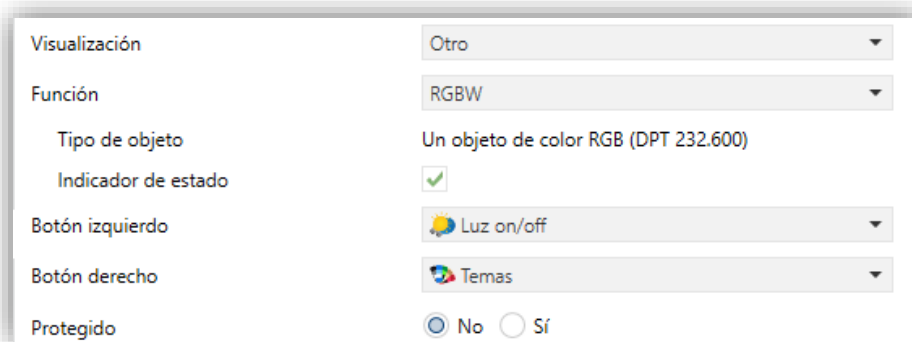 Visualización Otro
Función RGBW
Tipo de objeto Un objeto de color RGB (DPT 232.600)
Indicador de estado
Botón izquierdo Luz on/off
Botón derecho Temas
Protegido No Sí